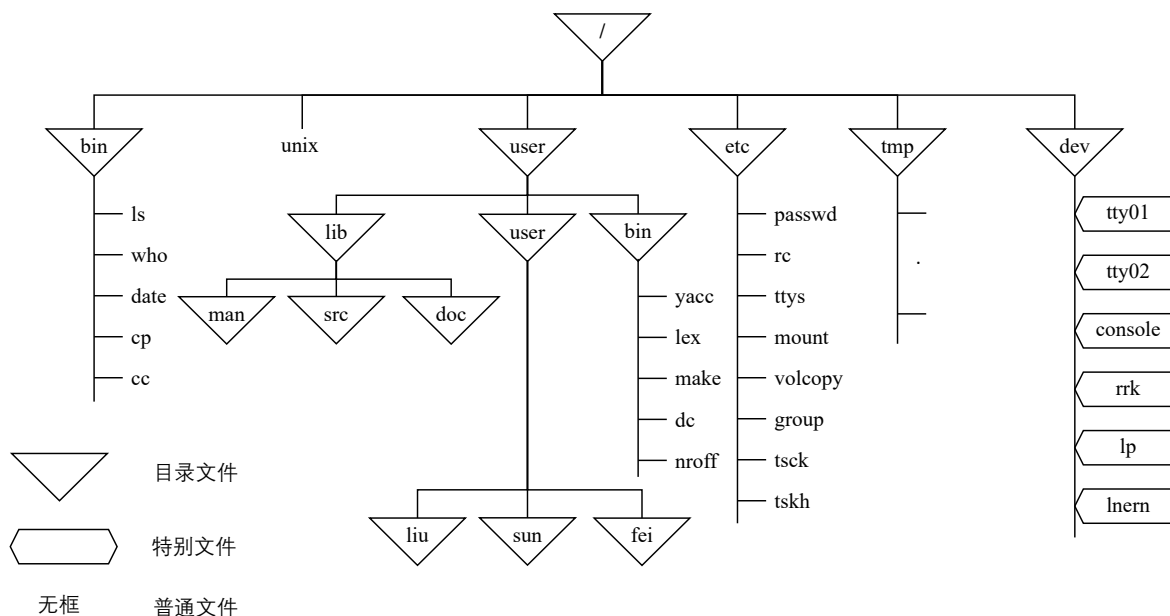 /
bin unix user etc tmp dev
lib user bin
man src doc
ls
who
date
cp
cc
yacc
lex
make
dc
nroff
liu sun fei
passwd
rc
ttys
mount
volcopy
group
tsck
tskh
.
tty01
tty02
console
rrk
lp
lnern
目录文件
特别文件
无框 普通文件